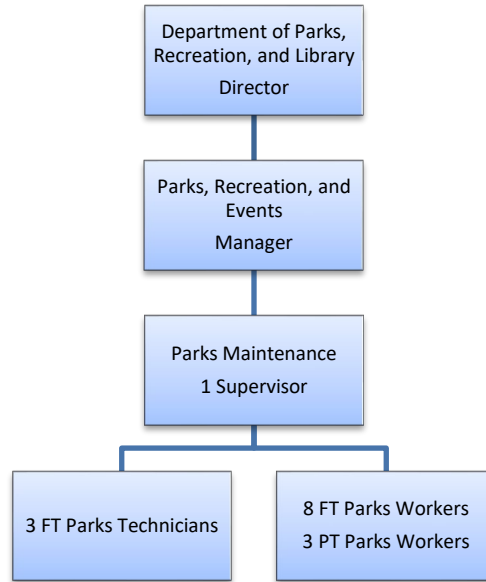 Department of Parks,
Recreation, and Library
Director
Parks, Recreation, and
Events
Manager
Parks Maintenance
1 Supervisor
3 FT Parks Technicians
8 FT Parks Workers
3 PT Parks Workers